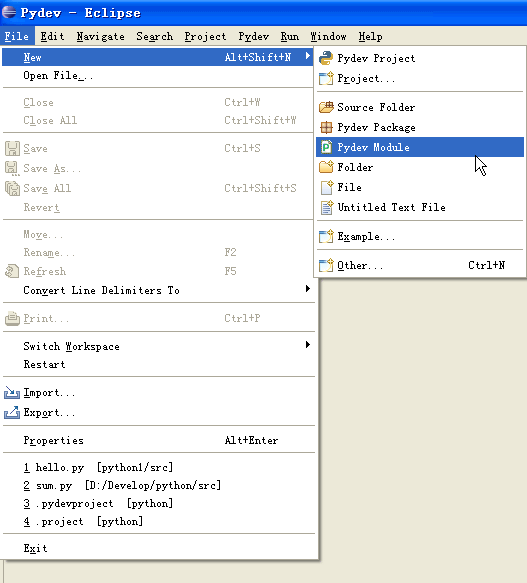 Pydev - Eclipse
File Edit Navigate Search Project Pydev Run Window Help
New Alt+Shift+N
Open File...
Close Ctrl+W
Close All Ctrl+Shift+W
Save Ctrl+S
Save As...
Save All Ctrl+Shift+S
Revert
Move...
Rename... F2
Refresh F5
Convert Line Delimiters To
Print... Ctrl+P
Switch Workspace
Restart
Import...
Export...
Properties Alt+Enter
1 hello.py [python1/src]
2 sum.py [D:/Develop/python/src]
3 .pydevproject [python]
4 .project [python]
Exit
Pydev Project
Project...
Source Folder
Pydev Package
Pydev Module
Folder
File
Untitled Text File
Example...
Other... Ctrl+N